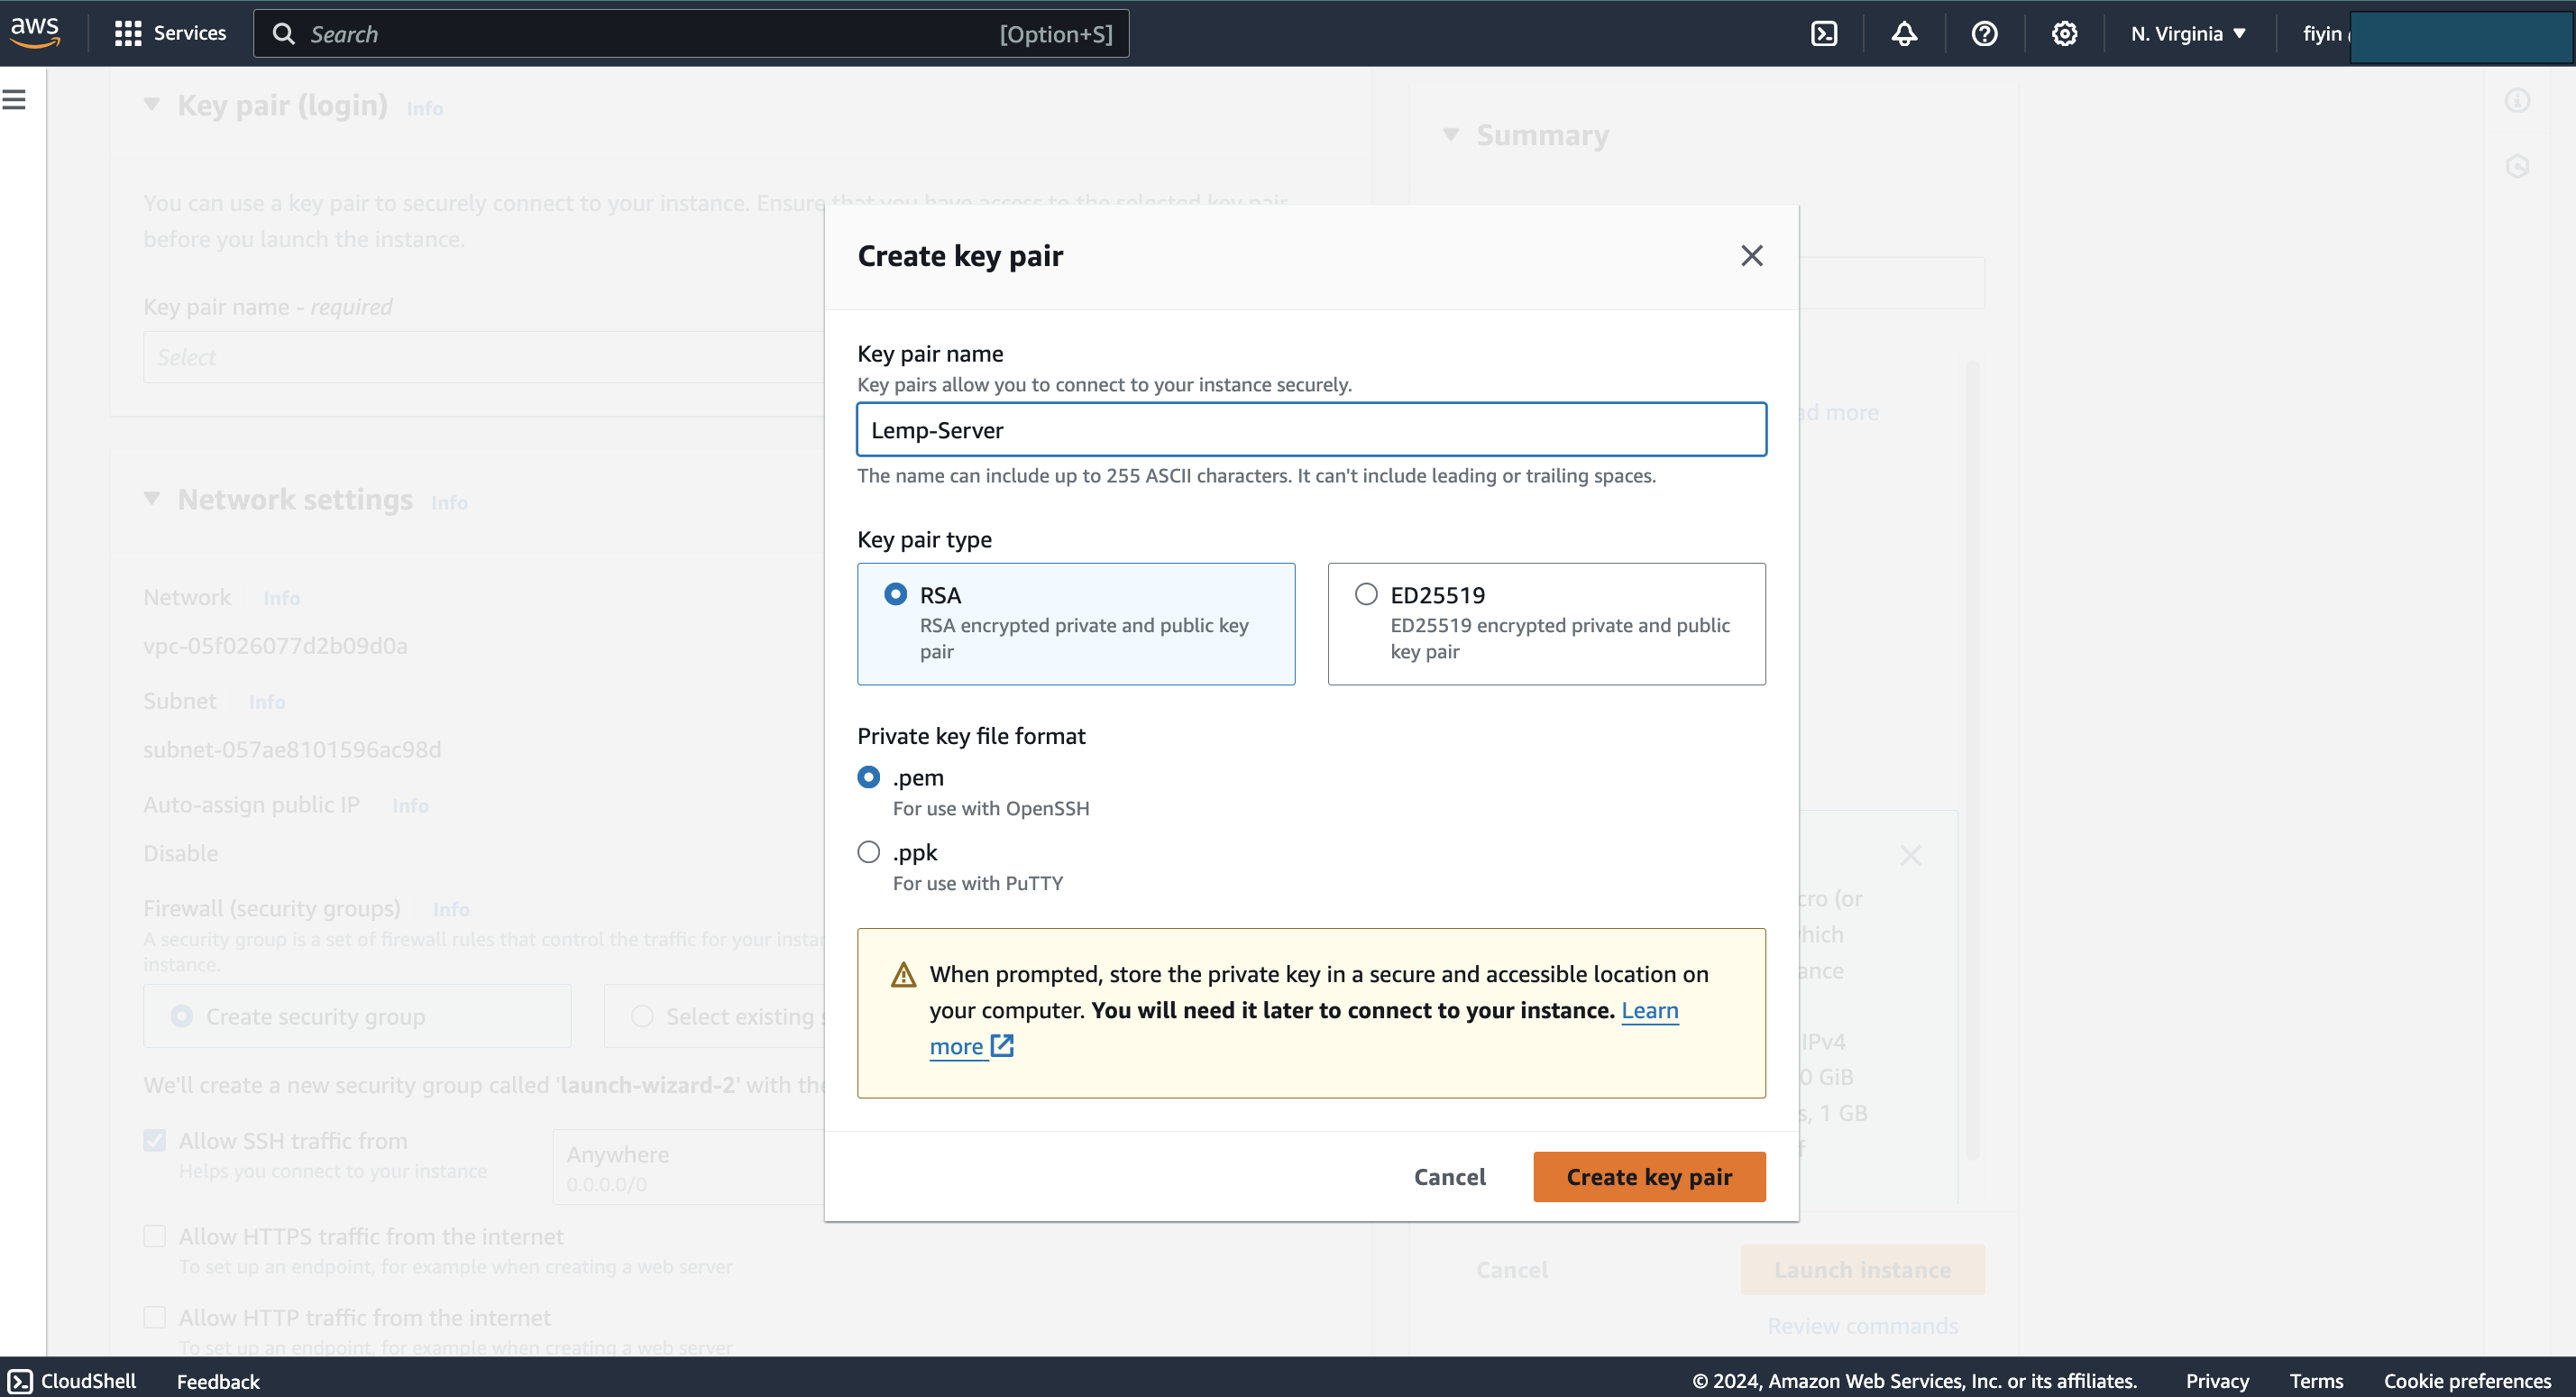 aws
Services
Search
[Option+S]
N. Virginia
fiyin
Key pair (login) Info
You can use a key pair to securely connect to your instance. Ensure that you have access to the selected key pair
before you launch the instance.
Key pair name - required
Select
Network settings Info
Network Info
vpc-05f026077d2b09d0a
Subnet Info
subnet-057ae8101596ac98d
Auto-assign public IP Info
Disable
Firewall (security groups) Info
A security group is a set of firewall rules that control the traffic for your
instance.
Create security group
Select existing
We'll create a new security group called 'launch-wizard-2' with the
Allow SSH traffic from
Helps you connect to your instance
Anywhere
0.0.0.0/0
Allow HTTPS traffic from the internet
To set up an endpoint, for example when creating a web server
Allow HTTP traffic from the internet
To set up an endpoint, for example when creating a web server
Create key pair
Key pair name
Key pairs allow you to connect to your instance securely.
Lemp-Server
The name can include up to 255 ASCII characters. It can't include leading or trailing spaces.
Key pair type
RSA
RSA encrypted private and public key
pair
ED25519
ED25519 encrypted private and public
key pair
Private key file format
.pem
For use with OpenSSH
.ppk
For use with PuTTY
When prompted, store the private key in a secure and accessible location on
your computer. You will need it later to connect to your instance. Learn
more
Cancel
Create key pair
Summary
more
(or
IPv4
GiB
1 GB
Cancel
Launch instance
Review commands
CloudShell
Feedback
© 2024, Amazon Web Services, Inc. or its affiliates.
Privacy
Terms
Cookie preferences